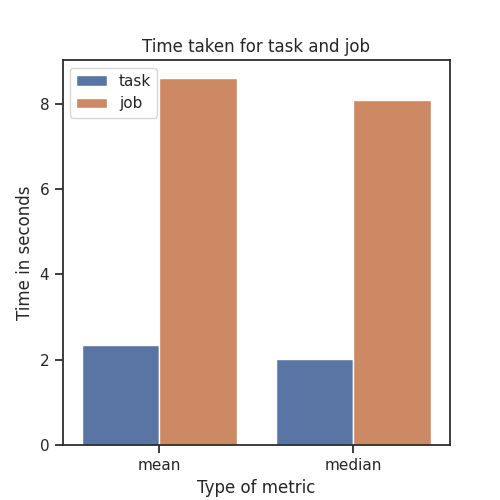 Time taken for task and job
task
job
Time in seconds
8
6
4
2
0
mean median
Type of metric